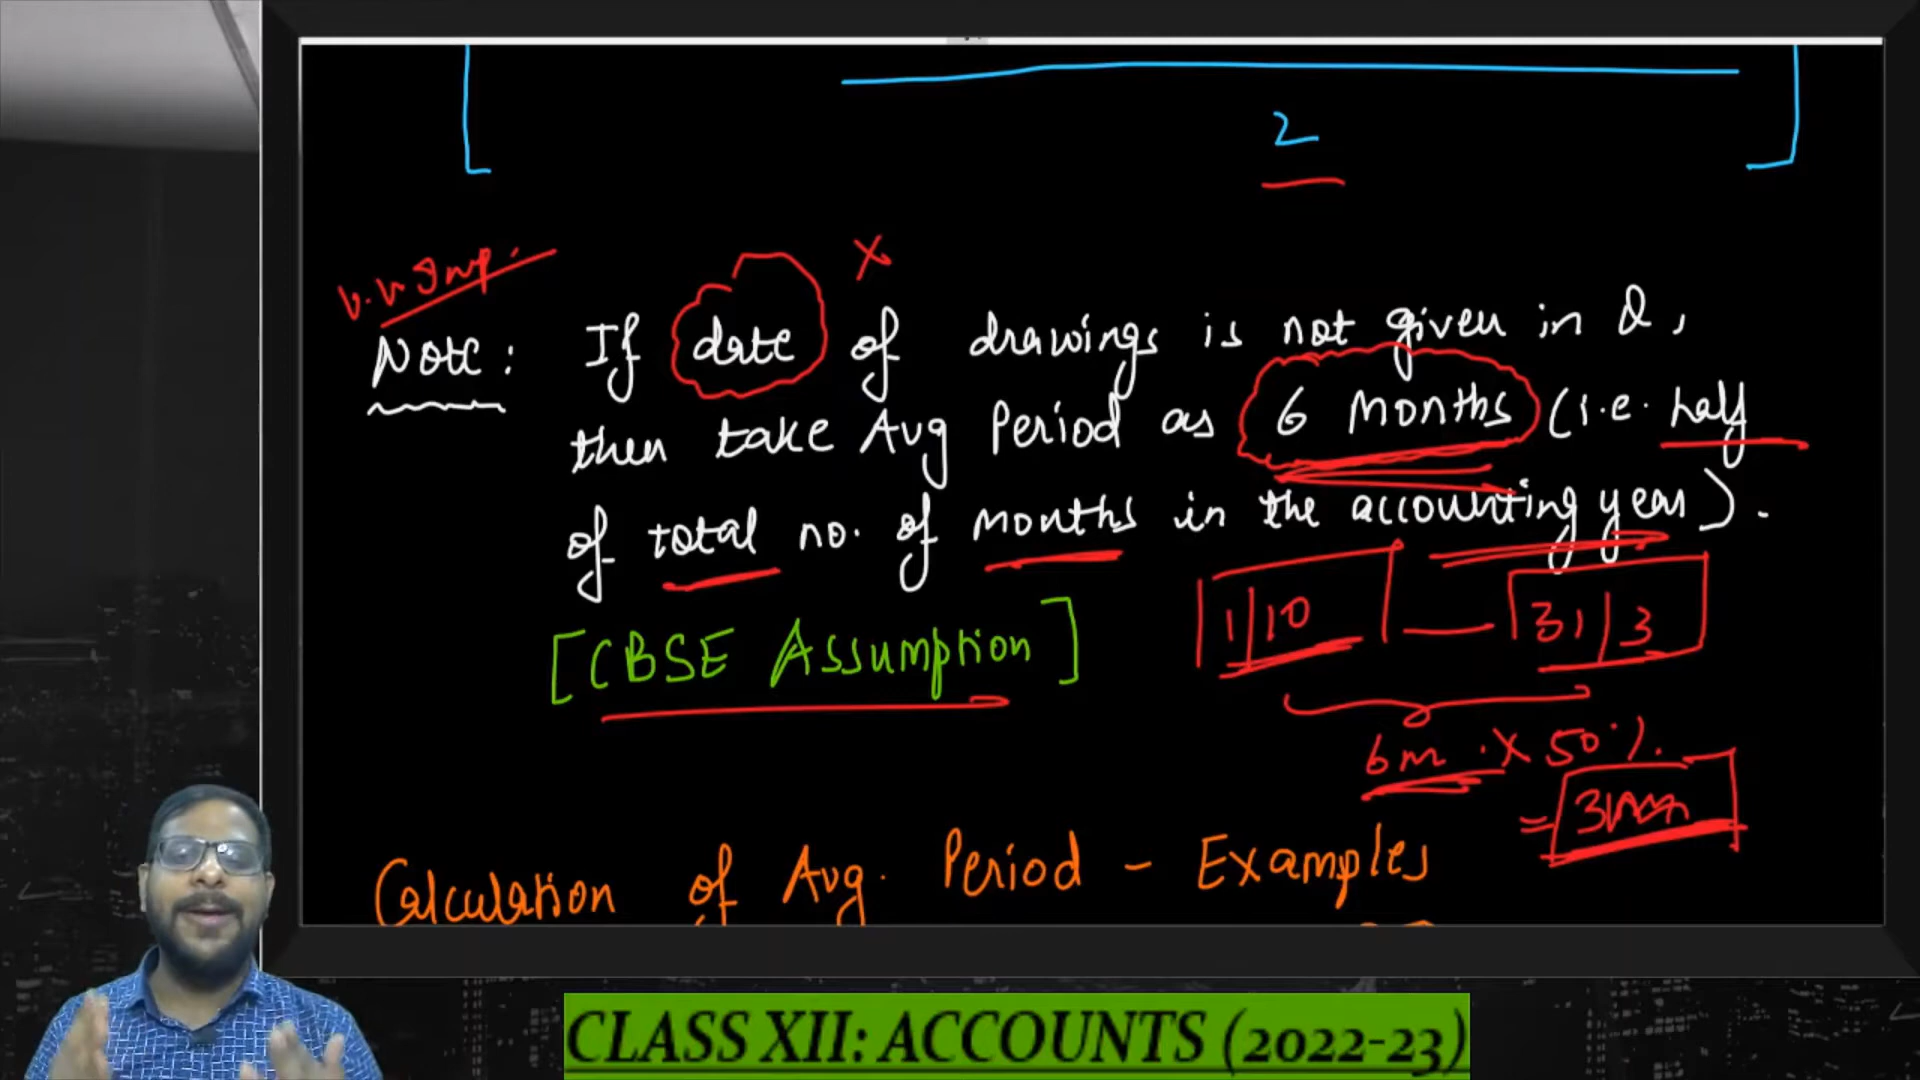 2
v.v Imp.
X
Note: If date of drawings is not given in Q,
then take Avg Period as 6 Months (i.e. half
of total no. of months in the accounting year).
[CBSE Assumption]
1/10 — 31/3
6m × 50%.
= 3m
Calculation of Avg. Period - Examples
CLASS XII: ACCOUNTS (2022-23)